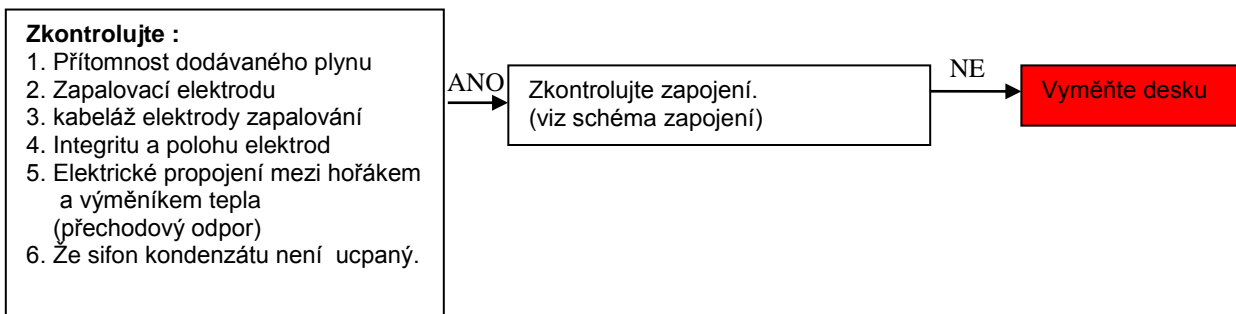 Zkontrolujte :
1. Přítomnost dodávaného plynu
2. Zapalovací elektrodu
3. kabeláž elektrody zapalování
4. Integritu a polohu elektrod
5. Elektrické propojení mezi hořákem
a výměníkem tepla
(přechodový odpor)
6. Že sifon kondenzátu není ucpaný.
ANO
Zkontrolujte zapojení.
(viz schéma zapojení)
NE
Vyměňte desku